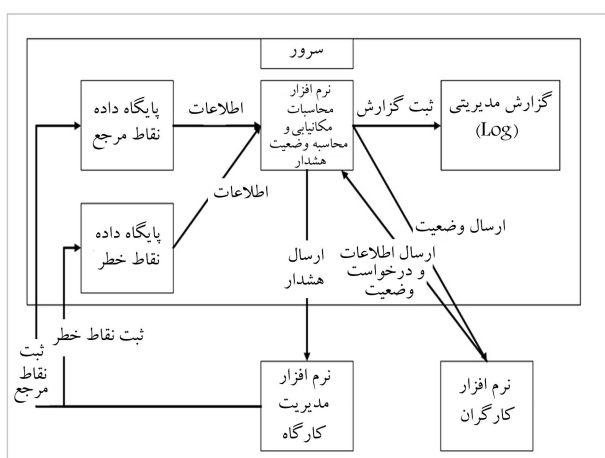 سرور
گزارش مدیریتی
(Log)
ثبت گزارش
نرم افزار
محاسبات
مکانیابی و
محاسبه وضعیت
هشدار
اطلاعات
پایگاه داده
نقاط مرجع
اطلاعات
پایگاه داده
نقاط خطر
ارسال وضعیت
ارسال اطلاعات
و درخواست
وضعیت
ارسال
هشدار
ثبت نقاط خطر
ثبت
نقاط
مرجع
نرم افزار
کارگران
نرم افزار
مدیریت
کارگاه